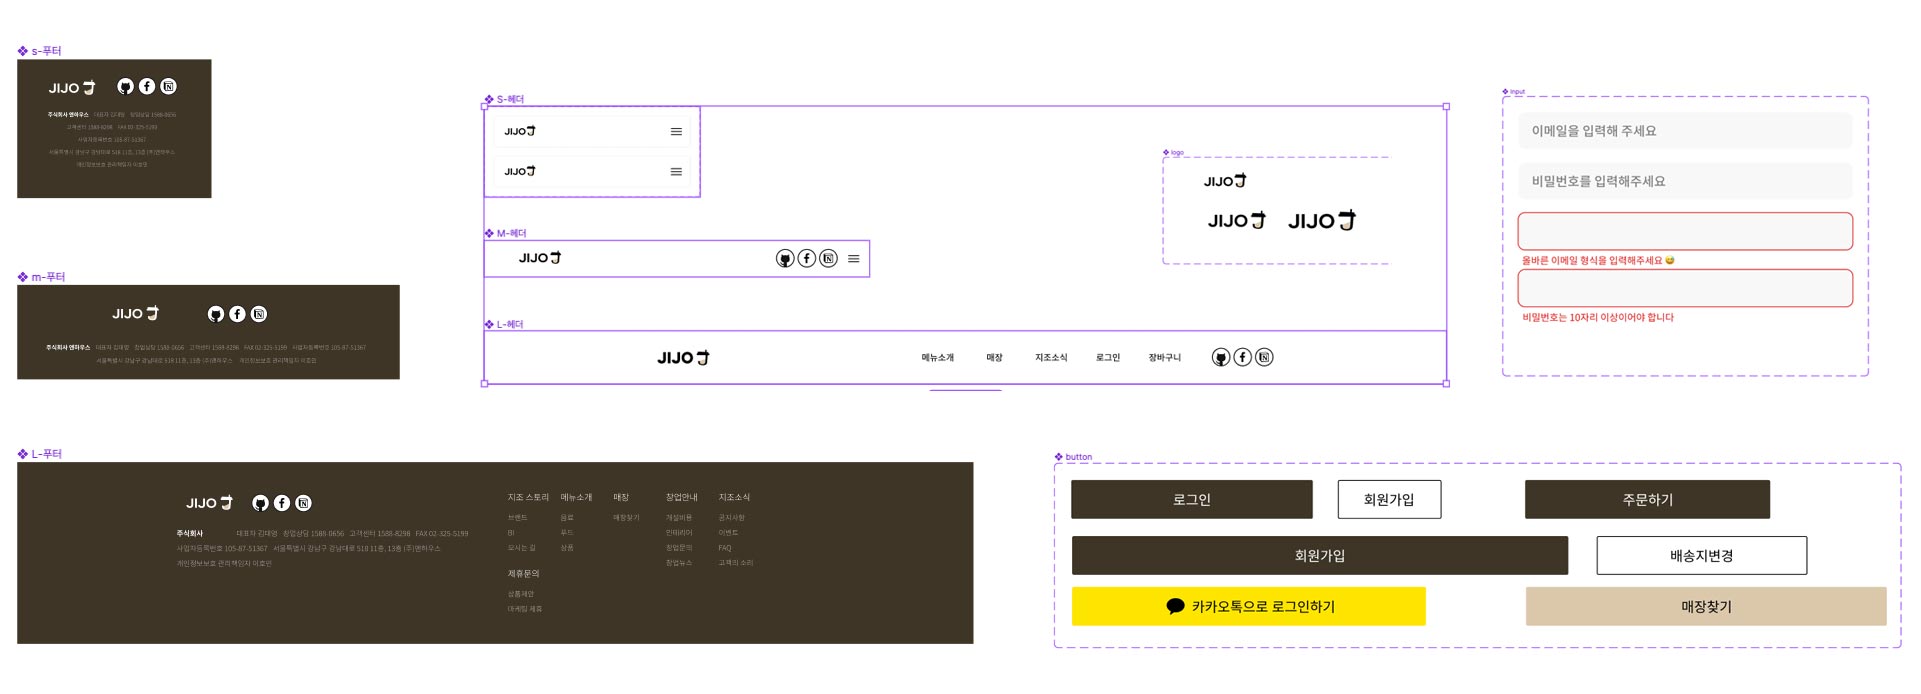 s-푸터
JIJO
주식회사 앤하우스 대표자 김대영 창업상담 1588-0656
고객센터 1588-8298 FAX 02-325-5199
사업자등록번호 105-87-51367
서울특별시 강남구 강남대로 518 11층, 13층 (주)앤하우스
개인정보보호 관리책임자 이호민
m-푸터
JIJO
주식회사 앤하우스 대표자 김대영 창업상담 1588-0656 고객센터 1588-8298 FAX 02-325-5199 사업자등록번호 105-87-51367
서울특별시 강남구 강남대로 518 11층, 13층 (주)앤하우스 개인정보보호 관리책임자 이호민
S-헤더
JIJO
JIJO
M-헤더
JIJO
logo
JIJO
JIJO JIJO
L-헤더
JIJO 메뉴소개 매장 지조소식 로그인 장바구니
input
이메일을 입력해 주세요
비밀번호를 입력해주세요
올바른 이메일 형식을 입력해주세요 😅
비밀번호는 10자리 이상이어야 합니다
L-푸터
JIJO
주식회사 대표자 김대영 창업상담 1588-0656 고객센터 1588-8298 FAX 02-325-5199
사업자등록번호 105-87-51367 서울특별시 강남구 강남대로 518 11층, 13층 (주)앤하우스
개인정보보호 관리책임자 이호민
지조 스토리 메뉴소개 매장 창업안내 지조소식
브랜드 음료 매장찾기 개설비용 공지사항
BI 푸드 인테리어 이벤트
오시는 길 상품 창업문의 FAQ
창업뉴스 고객의 소리
제휴문의
상품제안
마케팅 제휴
button
로그인 회원가입 주문하기
회원가입 배송지변경
카카오톡으로 로그인하기 매장찾기